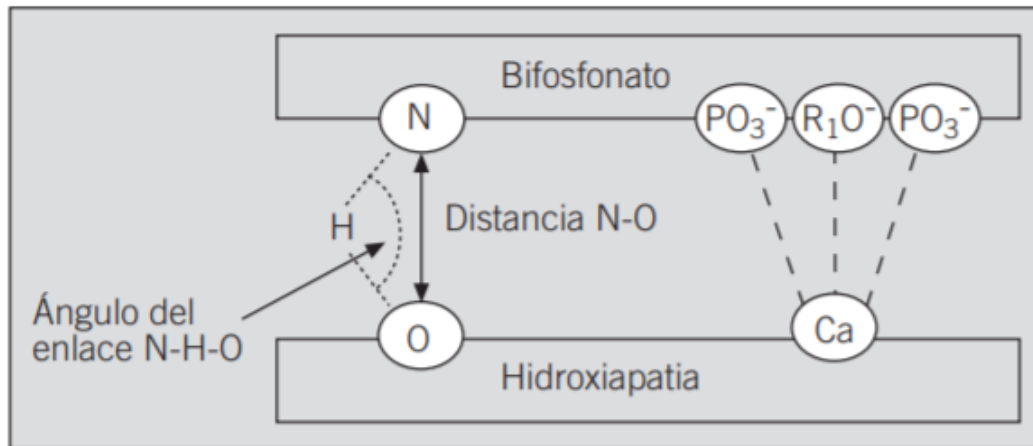 Bifosfonato
N
PO₃⁻ R₁O⁻ PO₃⁻
H
Distancia N-O
Ángulo del
enlace N-H-O
O
Ca
Hidroxiapatia